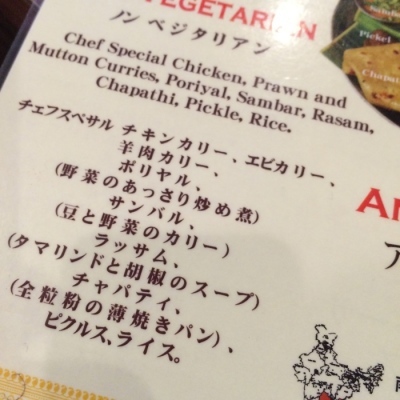 VEGETARIAN
ノン ベジタリアン
Chef Special Chicken, Prawn and
Mutton Curries, Poriyal, Sambar, Rasam,
Chapathi, Pickle, Rice.
チェフスペサル チキンカリー、エビカリー、
羊肉カリー、
ポリヤル、
(野菜のあっさり炒め煮)
サンバル、
(豆と野菜のカリー)
ラッサム、
(タマリンドと胡椒のスープ)
チャパティ、
(全粒粉の薄焼きパン)、
ピクルス、ライス。
Pickel
Chapat
AN
ア